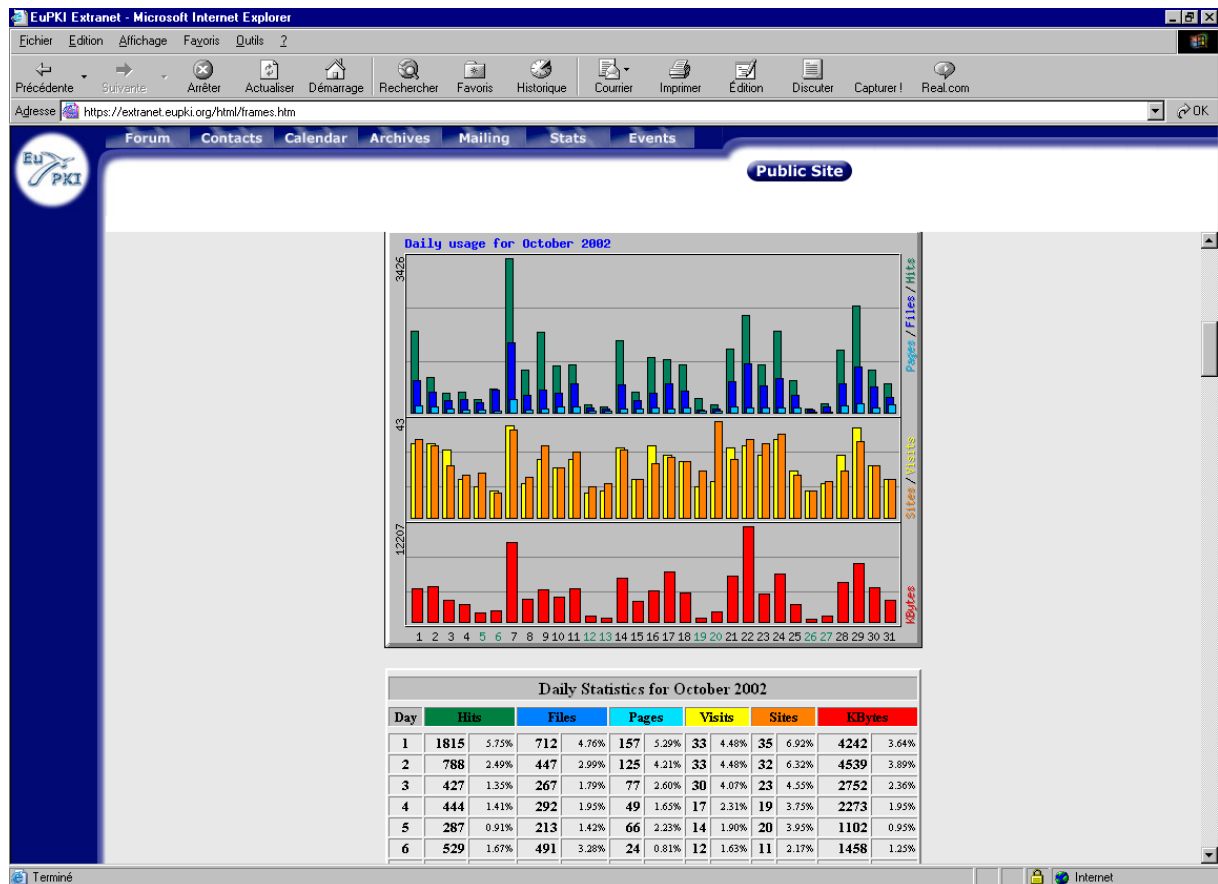 EuPKI Extranet - Microsoft Internet Explorer
Fichier Edition Affichage Favoris Outils ?
Précédente Suivante Arrêter Actualiser Démarrage Rechercher Favoris Historique Courrier Imprimer Edition Discuter Capturer ! Real.com
Adresse https://extranet.eupki.org/html/frames.htm OK
Forum Contacts Calendar Archives Mailing Stats Events
Eu PKI
Public Site
Daily usage for October 2002
3426
Pages / Files / Hits
43
Sites / Visits
12207
KBytes
1 2 3 4 5 6 7 8 9 10 11 12 13 14 15 16 17 18 19 20 21 22 23 24 25 26 27 28 29 30 31
Daily Statistics for October 2002
Day Hits Files Pages Visits Sites KBytes
1 1815 5.75% 712 4.76% 157 5.29% 33 4.48% 35 6.92% 4242 3.64%
2 788 2.49% 447 2.99% 125 4.21% 33 4.48% 32 6.32% 4539 3.89%
3 427 1.35% 267 1.79% 77 2.60% 30 4.07% 23 4.55% 2752 2.36%
4 444 1.41% 292 1.95% 49 1.65% 17 2.31% 19 3.75% 2273 1.95%
5 287 0.91% 213 1.42% 66 2.23% 14 1.90% 20 3.95% 1102 0.95%
6 529 1.67% 491 3.28% 24 0.81% 12 1.63% 11 2.17% 1458 1.25%
Terminé Internet